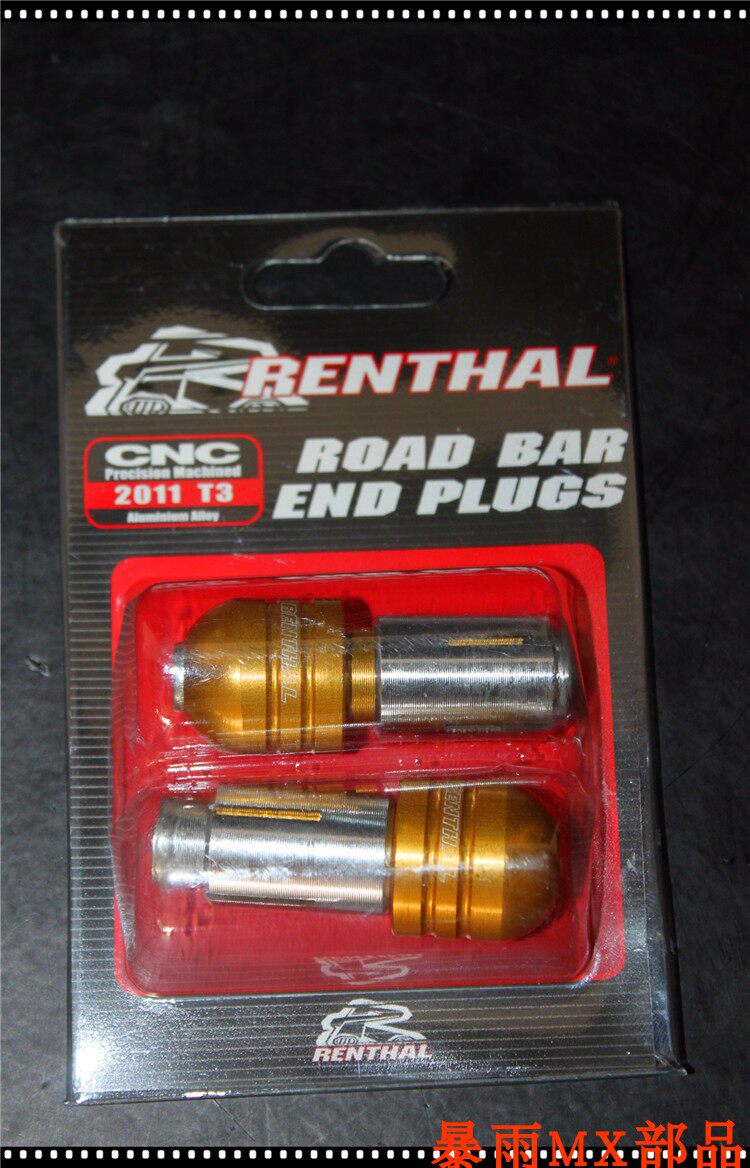 RENTHAL®
CNC
Precision Machined
2011 T3
Aluminium Alloy
ROAD BAR
END PLUGS
RENTHAL
RENTHAL
RENTHAL
暴雨MX部品